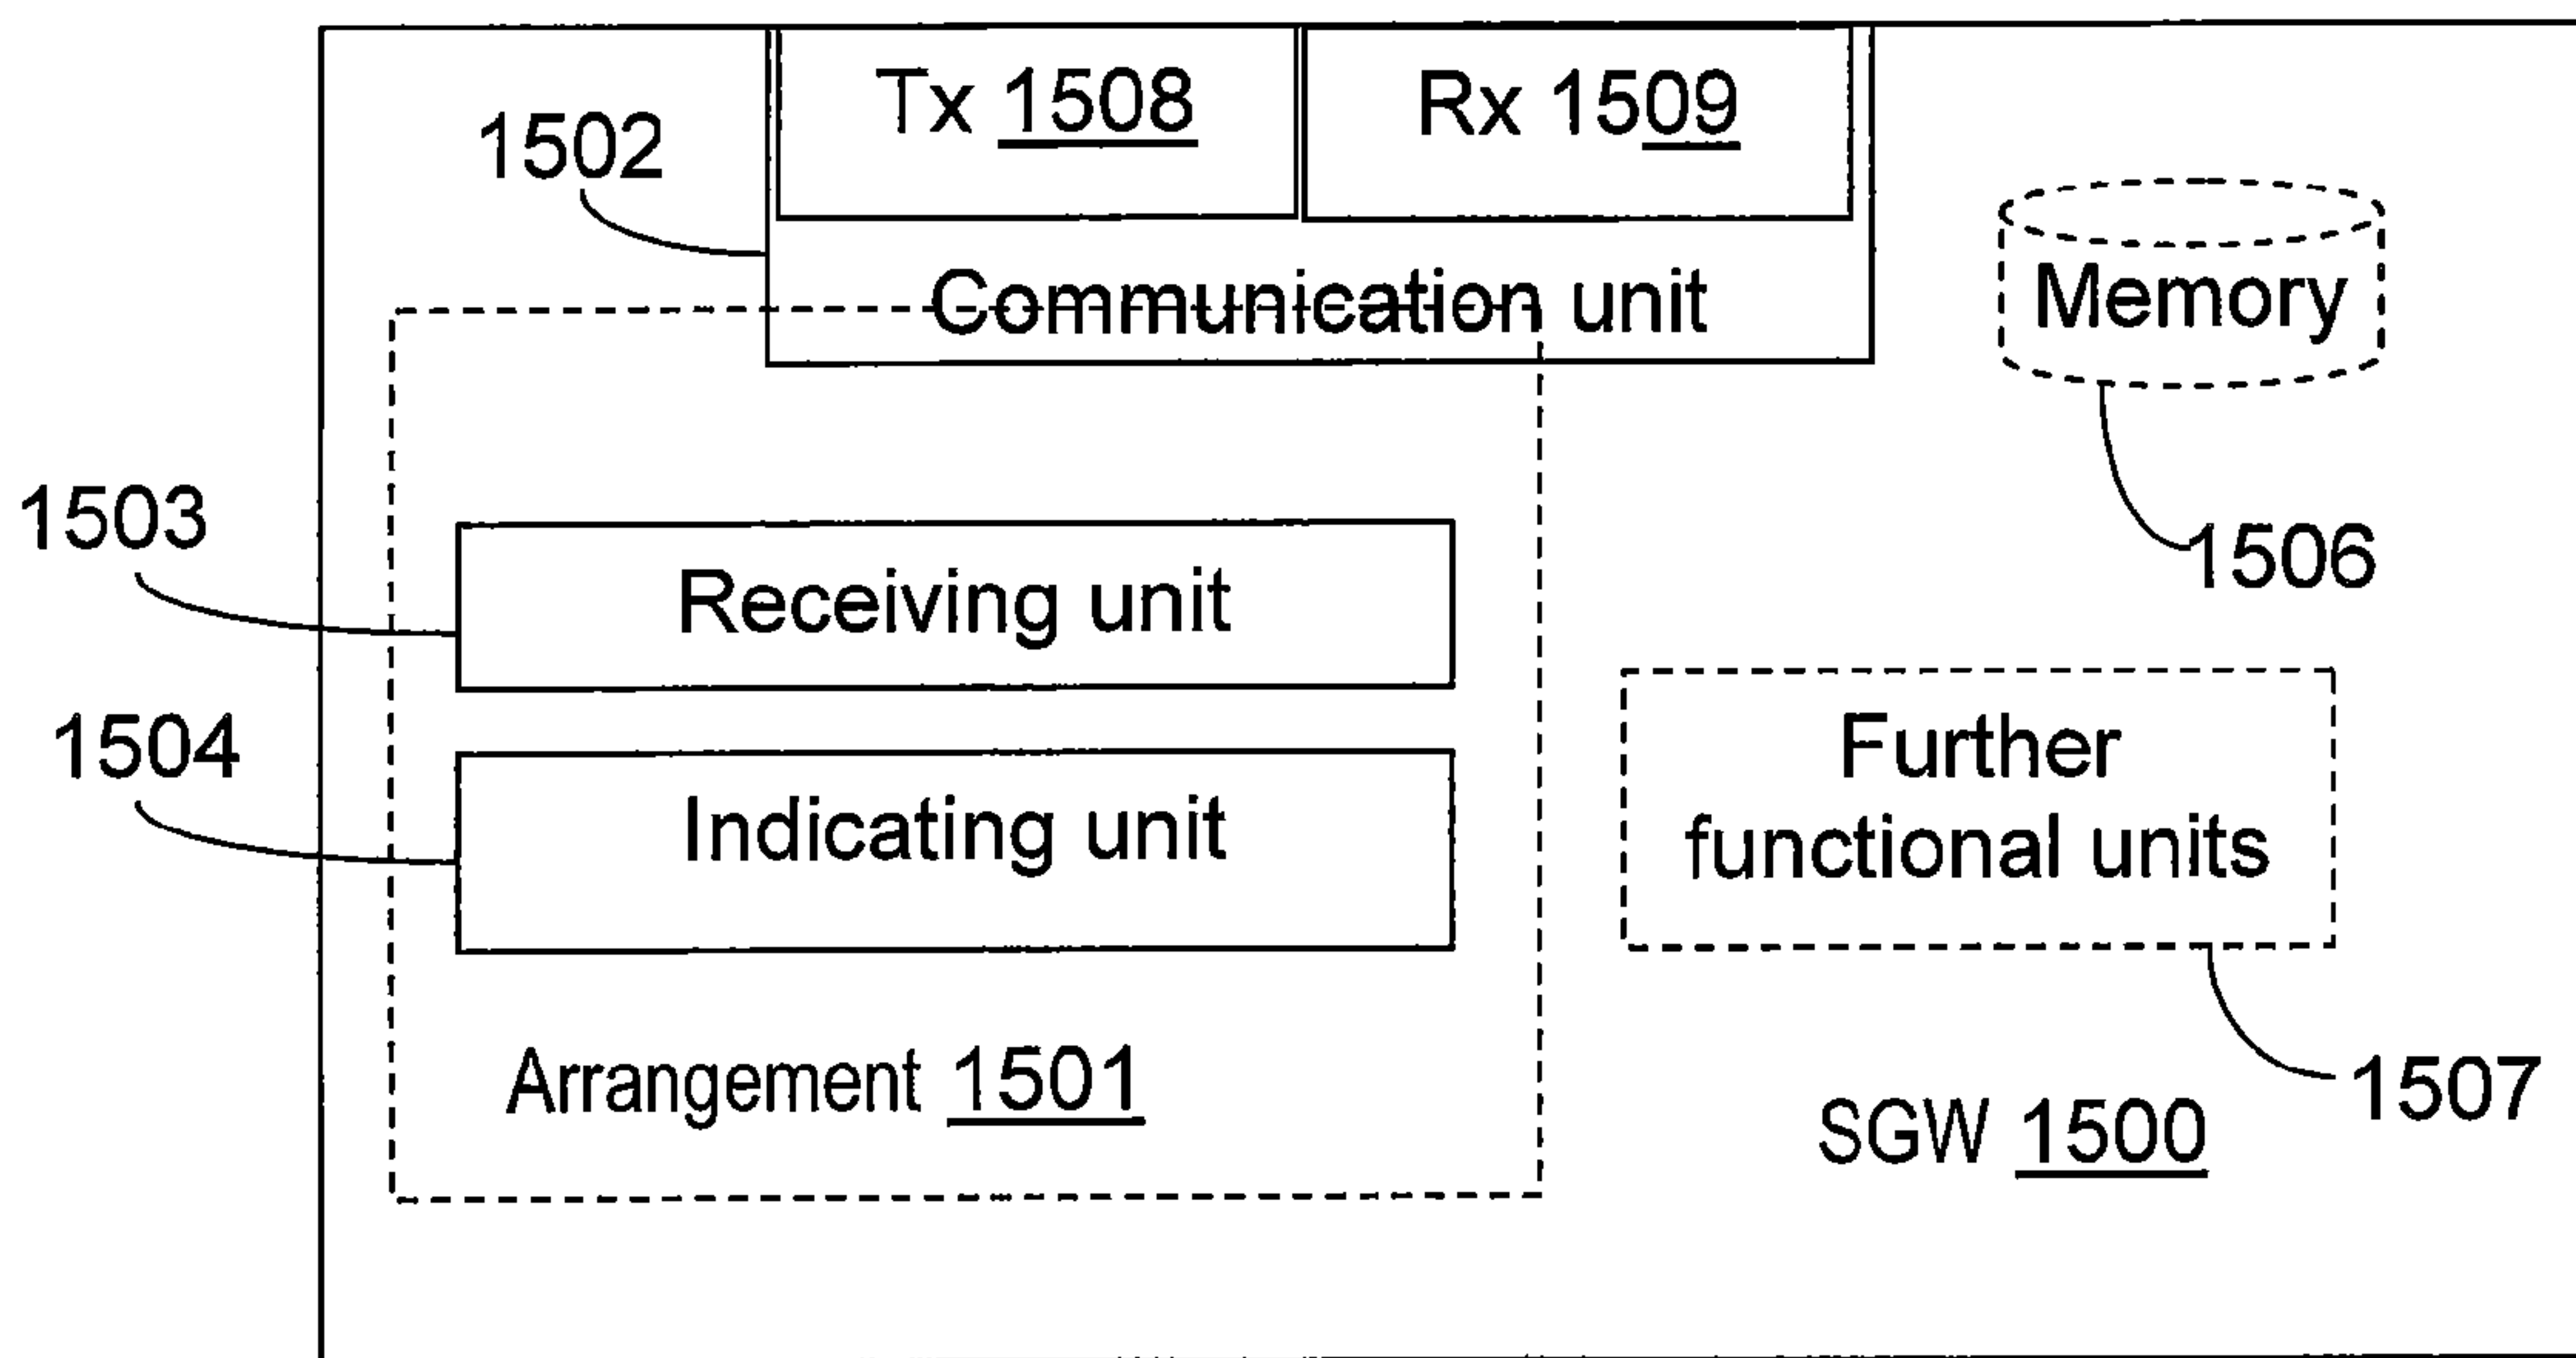 Tx 1508
Rx 1509
1502
Communication unit
Memory
1503
Receiving unit
1506
1504
Indicating unit
Further
functional units
Arrangement 1501
1507
SGW 1500